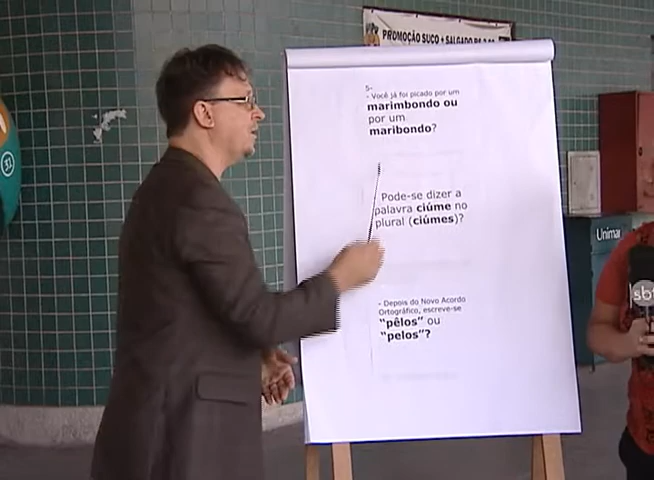 PROMOÇÃO SUCO + SALGADO R$
5-
- Você já foi picado por um
marimbondo ou
por um
maribondo?
Pode-se dizer a
palavra ciúme no
plural (ciúmes)?
- Depois do Novo Acordo
Ortográfico, escreve-se
"pêlos" ou
"pelos"?
Unimar
sbt
31